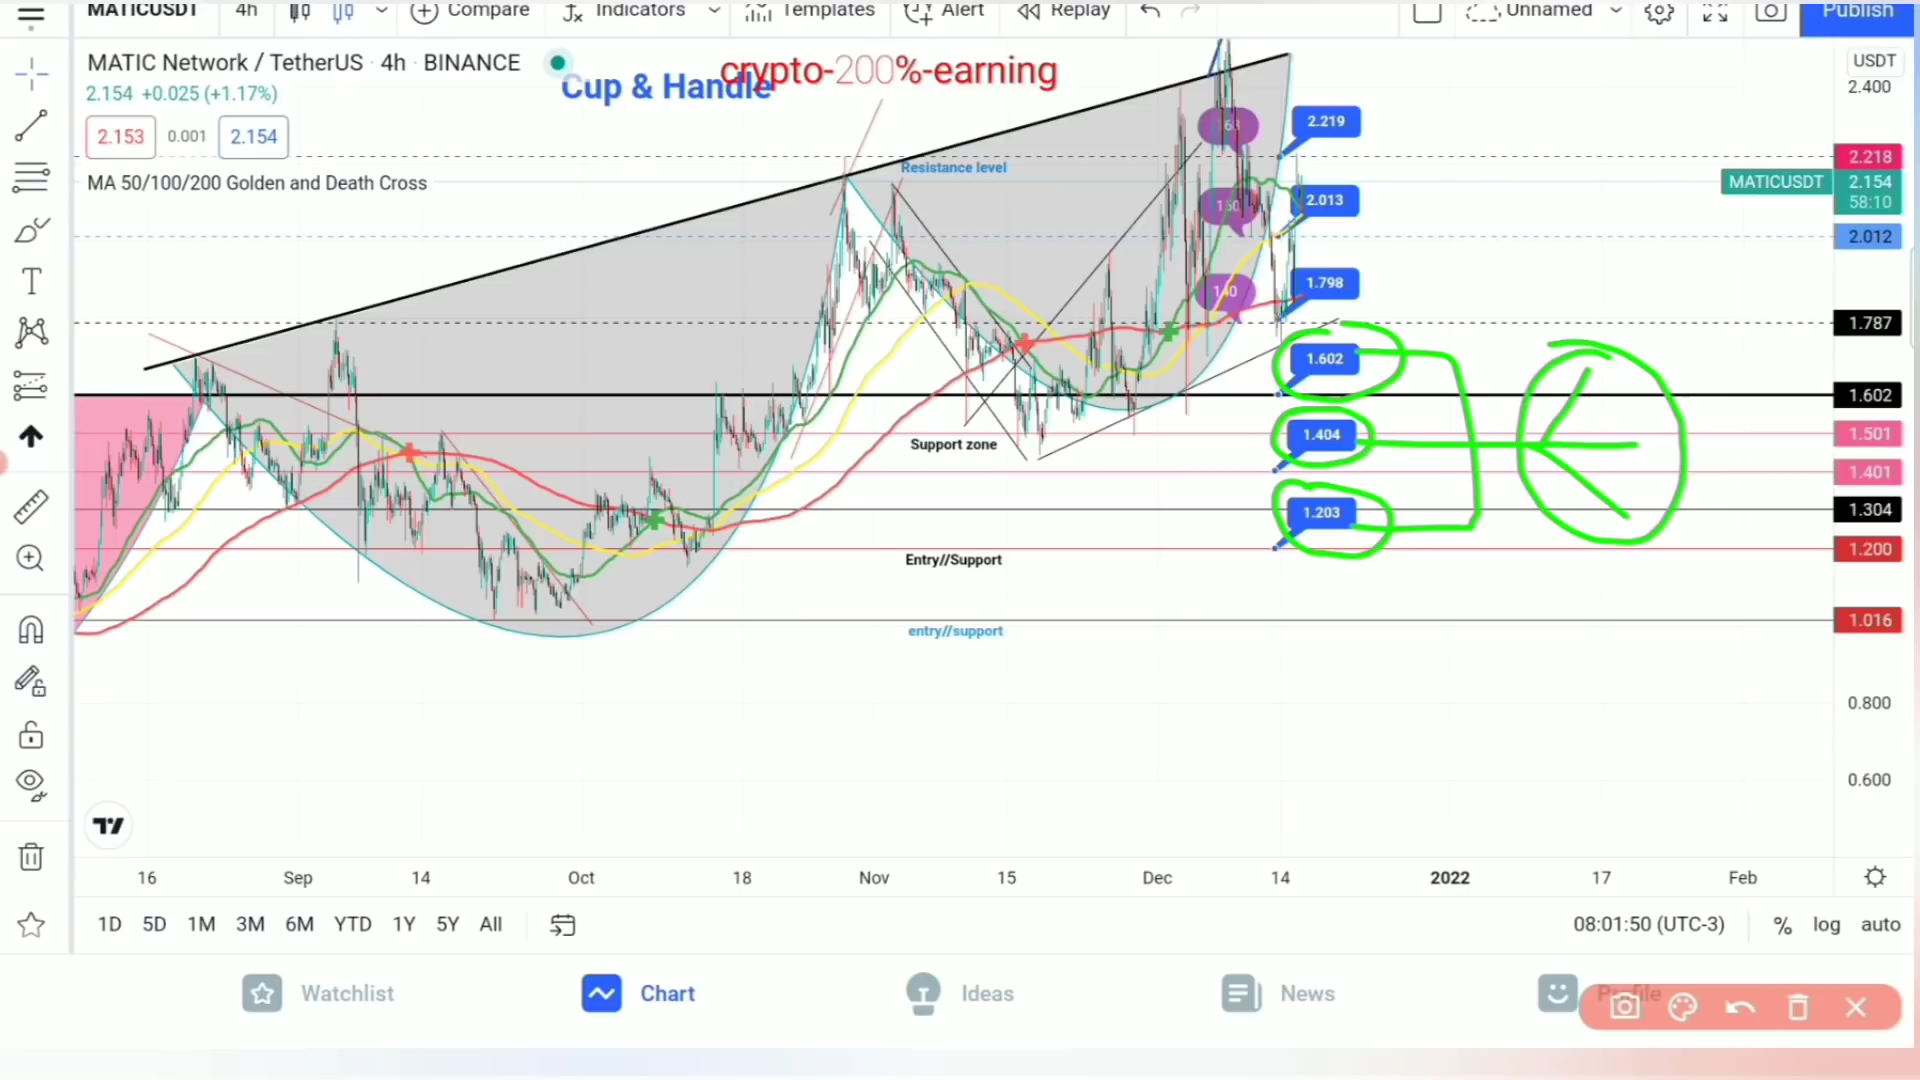 MATICUSDT 4h Compare Indicators Templates Alert Replay Unnamed Publish
MATIC Network / TetherUS · 4h · BINANCE
Cup & Handle
crypto-200%-earning
USDT
2.154 +0.025 (+1.17%)
2.400
2.153 0.001 2.154
MA 50/100/200 Golden and Death Cross
Resistance level
2.219
2.218
MATICUSDT 2.154
58:10
2.013
2.012
140
1.798
1.787
1.602
1.602
Support zone
1.404
1.501
1.401
1.203
1.304
Entry//Support
1.200
entry//support
1.016
0.800
0.600
16 Sep 14 Oct 18 Nov 15 Dec 14 2022 17 Feb
1D 5D 1M 3M 6M YTD 1Y 5Y All 08:01:50 (UTC-3) % log auto
Watchlist Chart Ideas News Profile